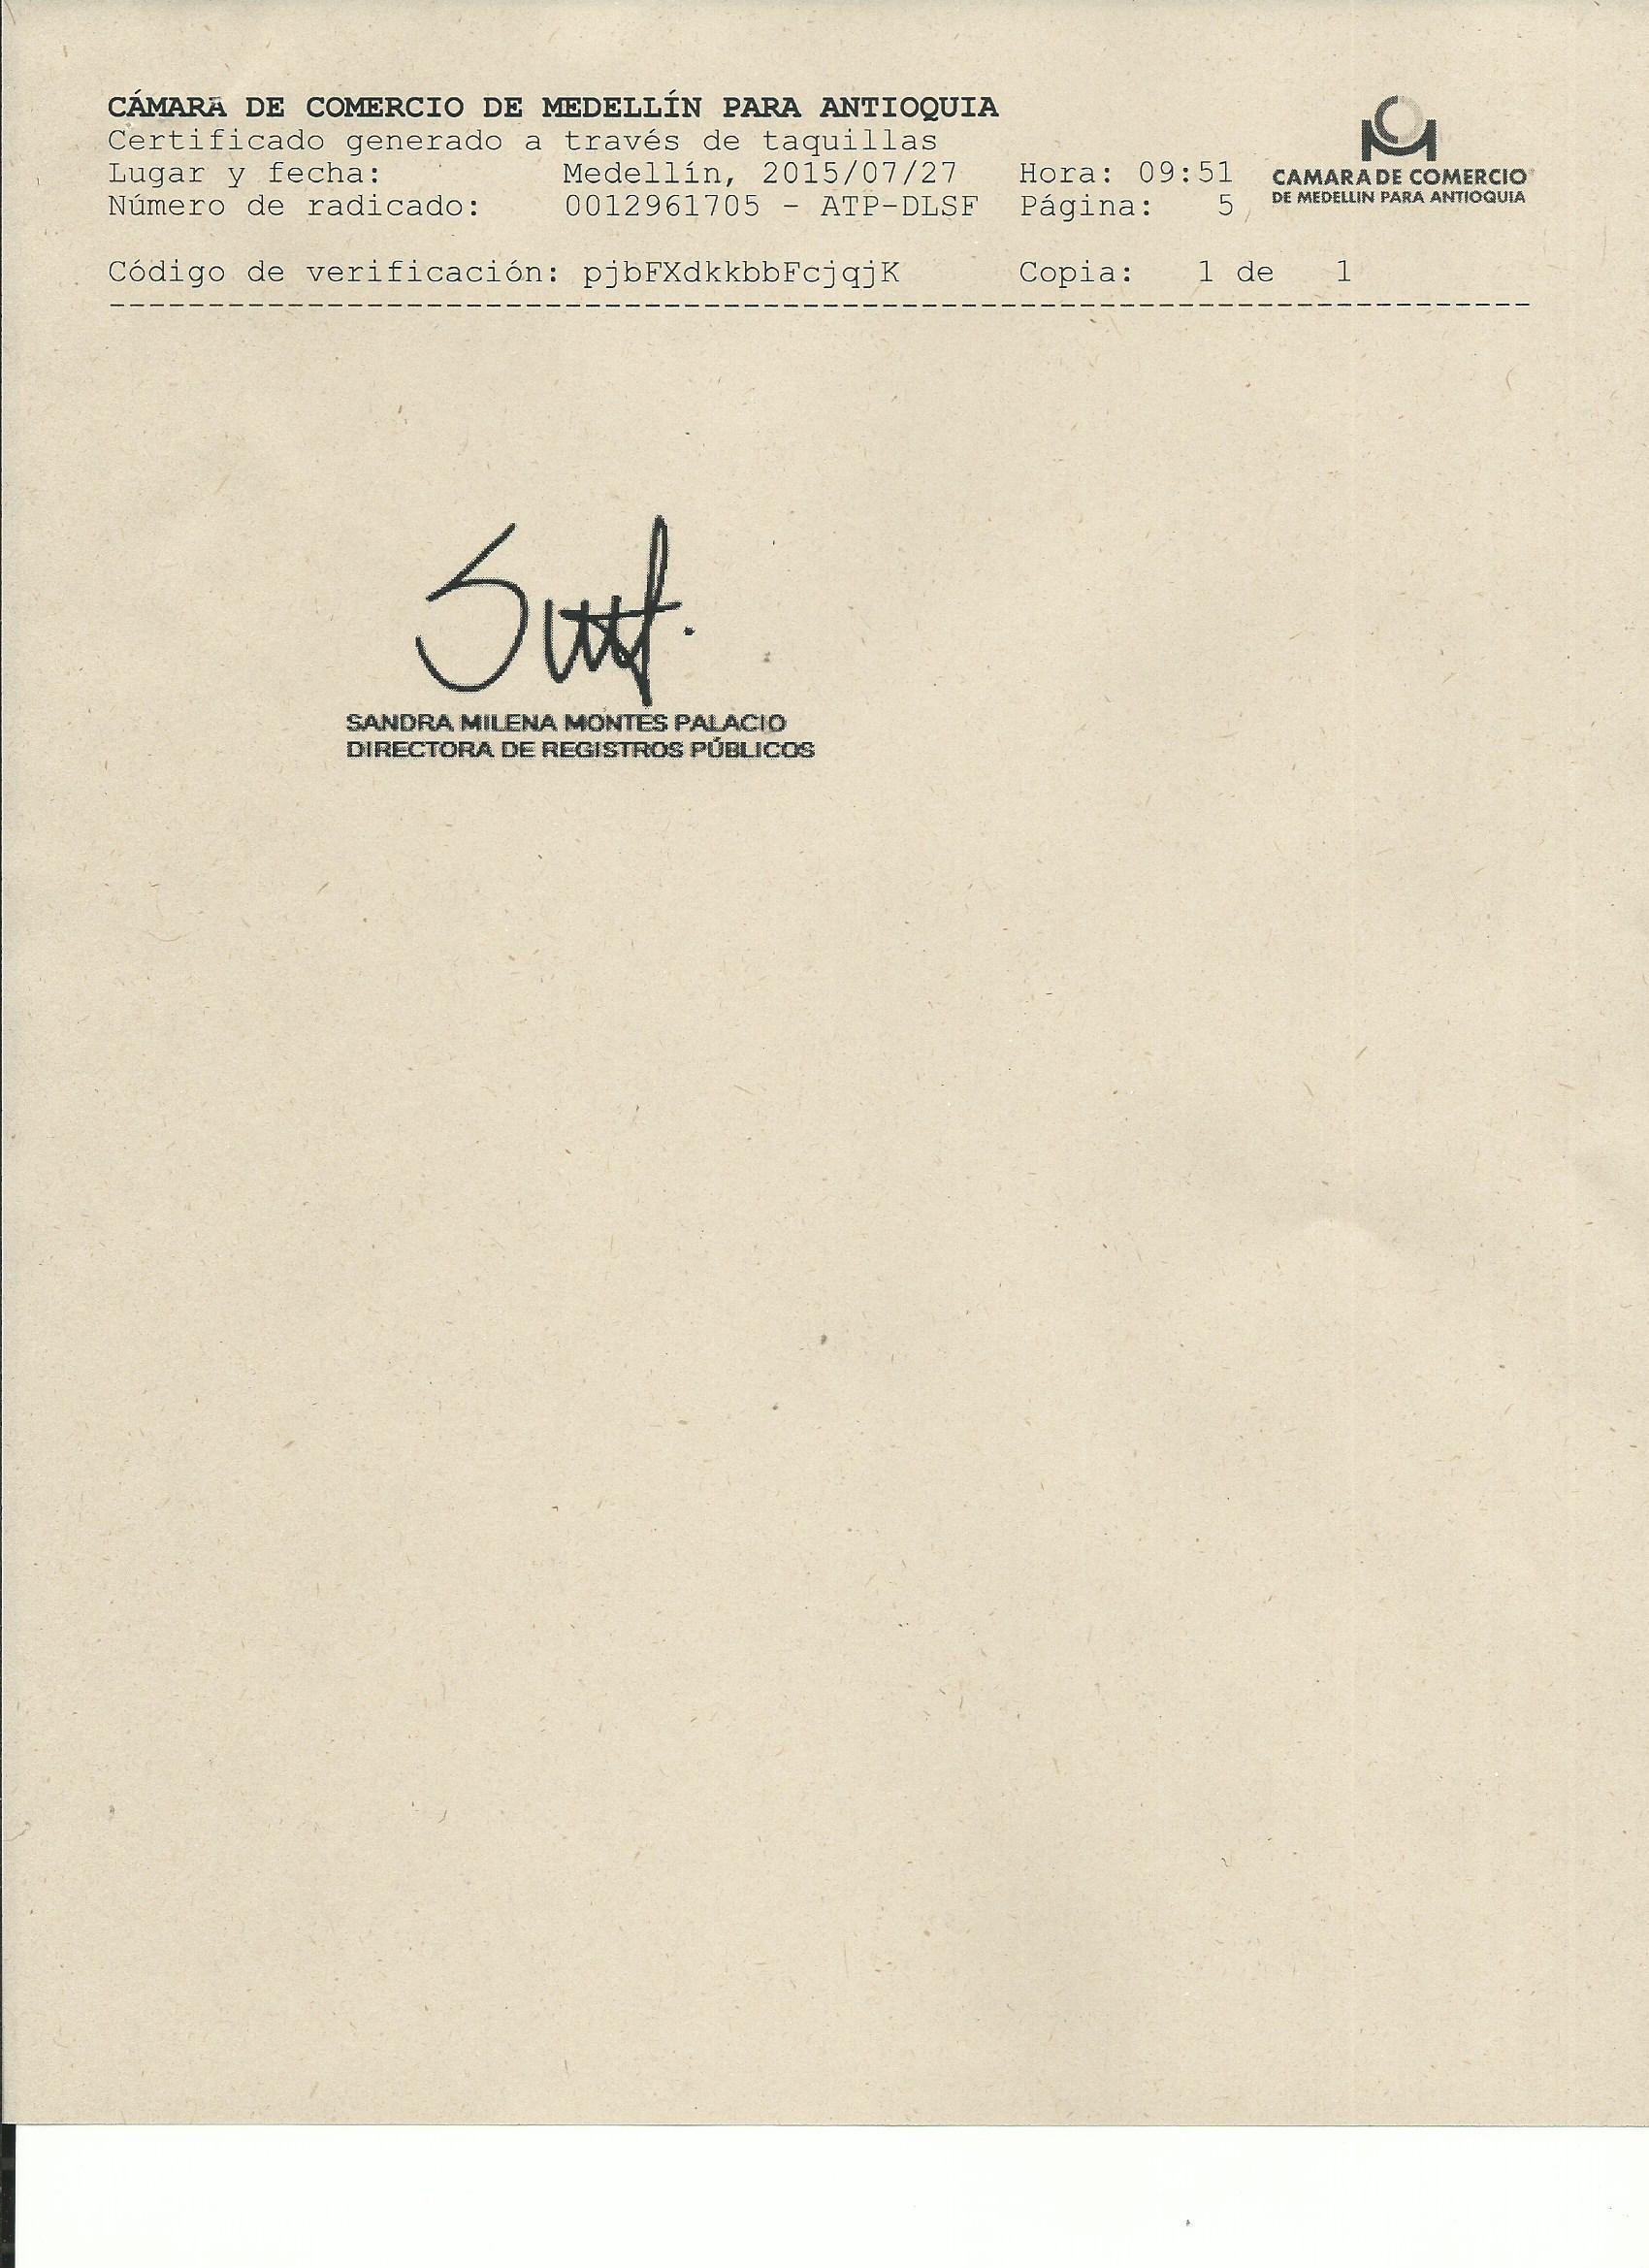 CÁMARA DE COMERCIO DE MEDELLÍN PARA ANTIOQUIA
Certificado generado a través de taquillas
Lugar y fecha: Medellín, 2015/07/27 Hora: 09:51
Número de radicado: 0012961705 - ATP-DLSF Página: 5
CAMARA DE COMERCIO
DE MEDELLIN PARA ANTIOQUIA
Código de verificación: pjbFXdkkbbFcjqjK Copia: 1 de 1
SANDRA MILENA MONTES PALACIO
DIRECTORA DE REGISTROS PÚBLICOS